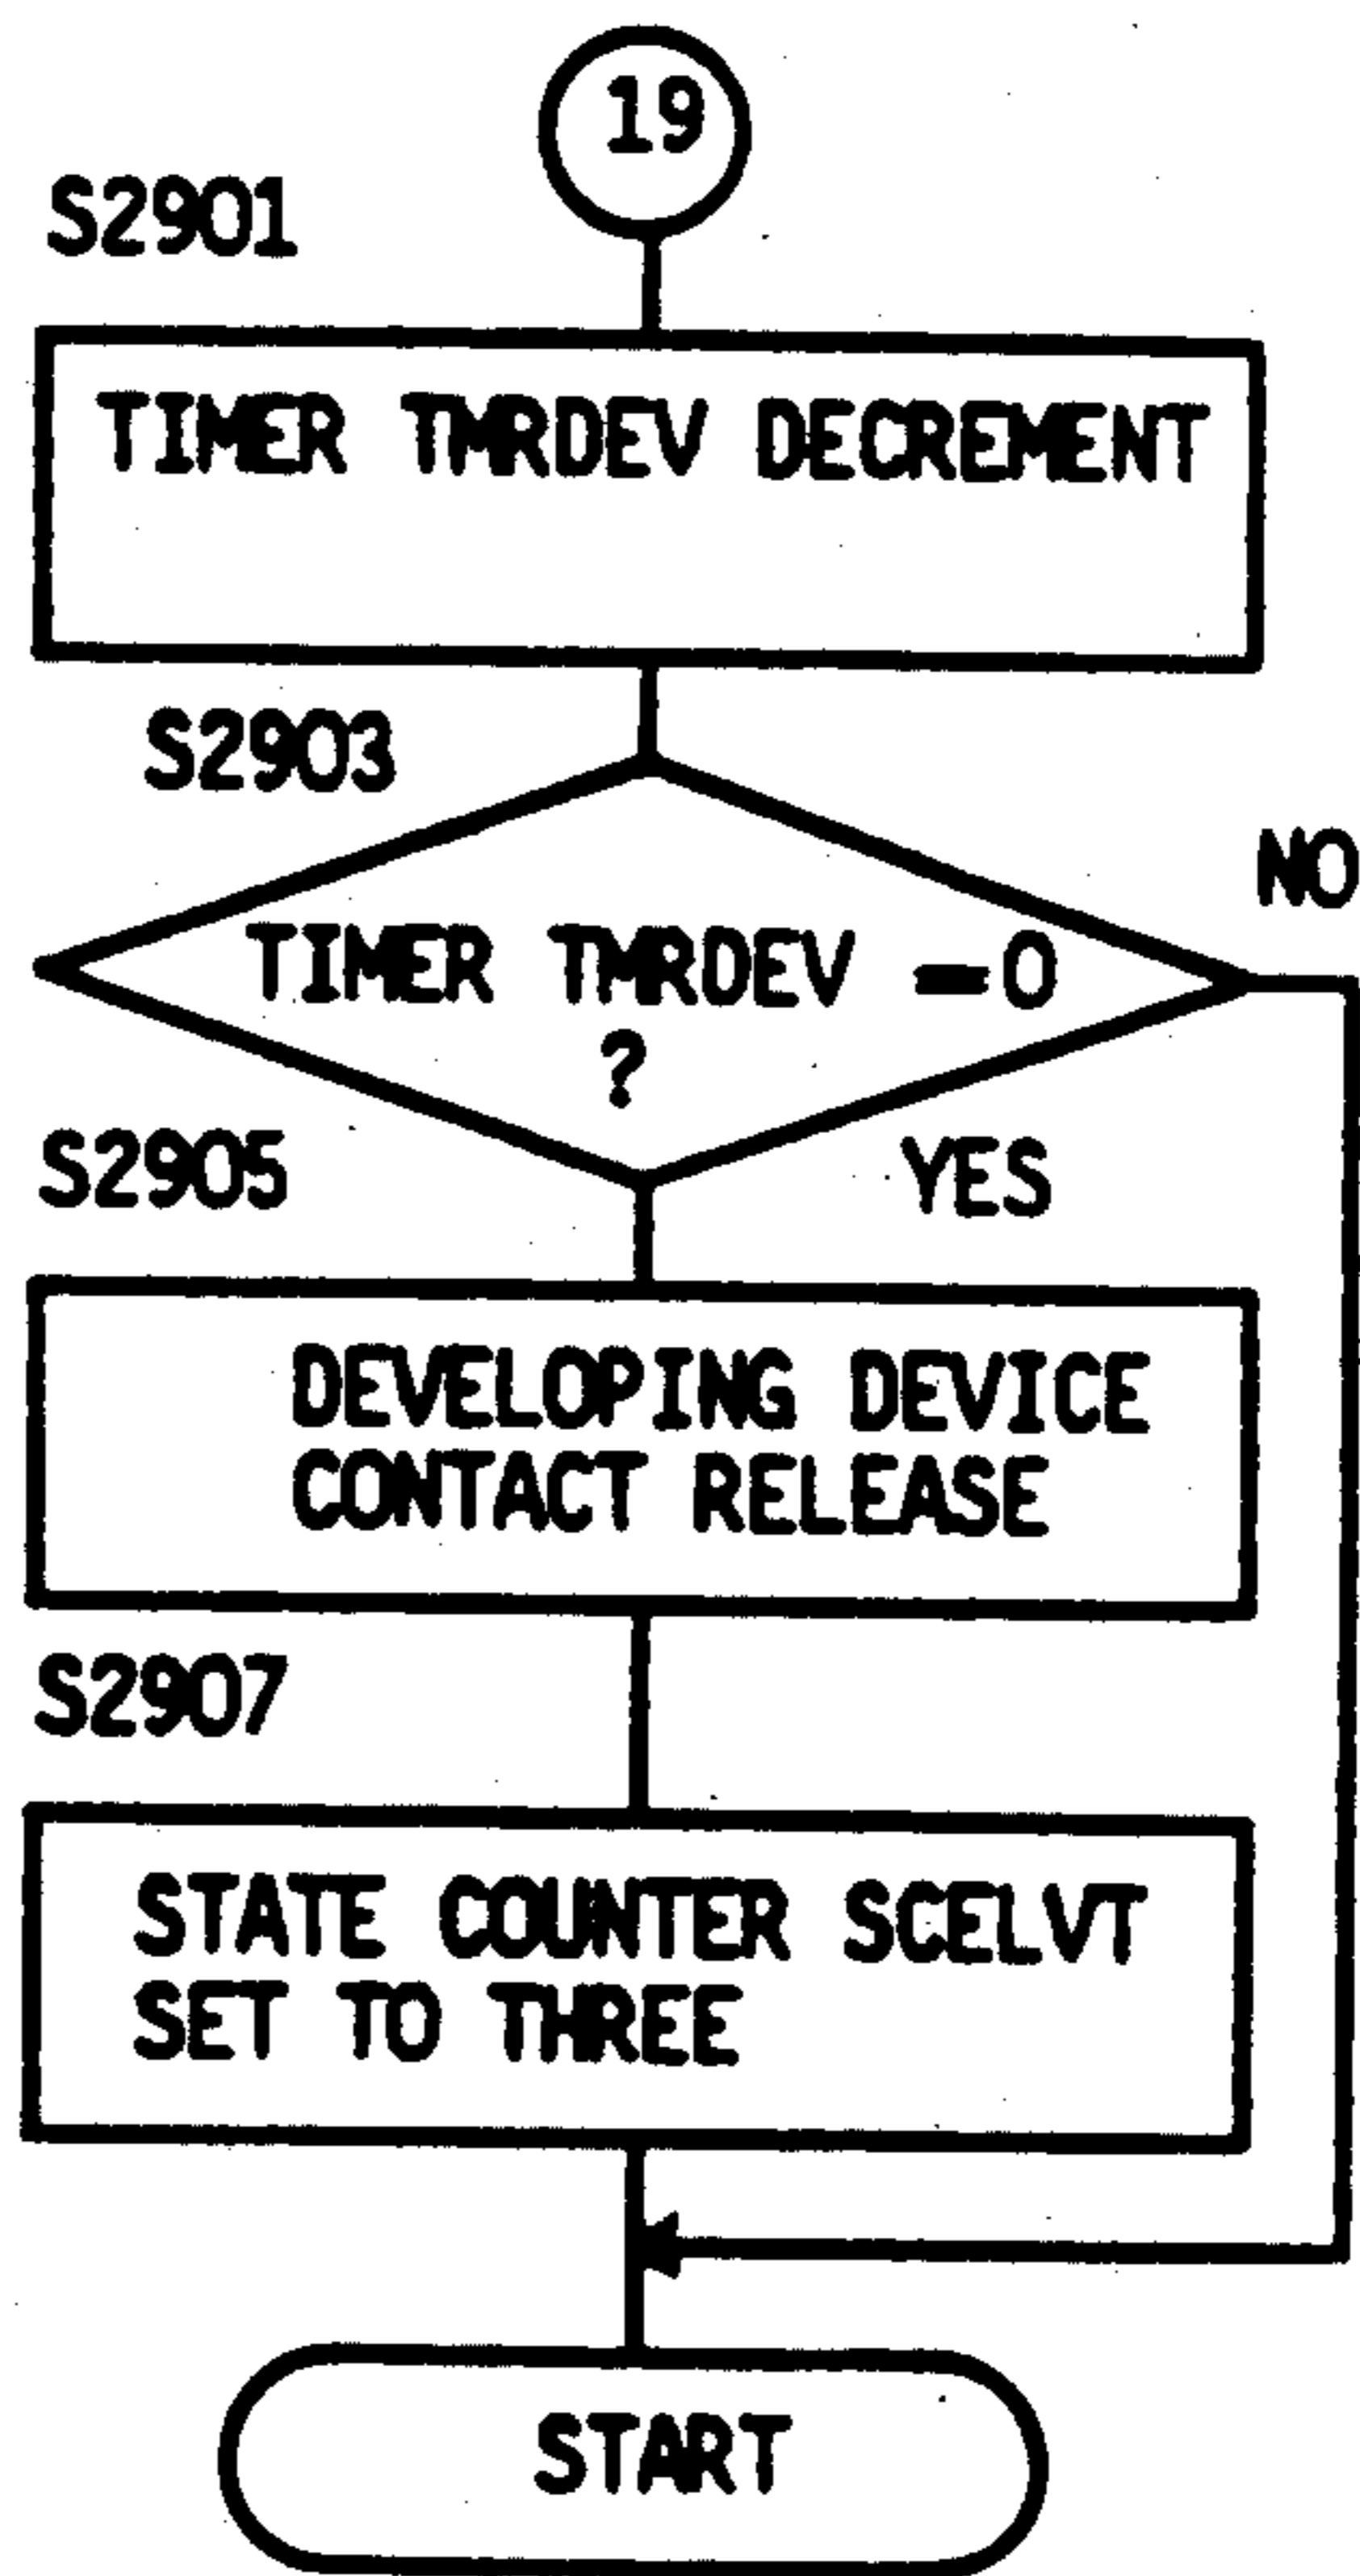 19
S2901
TIMER TMRDEV DECREMENT
S2903
NO
TIMER TMRDEV =0
?
S2905
YES
DEVELOPING DEVICE
CONTACT RELEASE
S2907
STATE COUNTER SCELVT
SET TO THREE
START